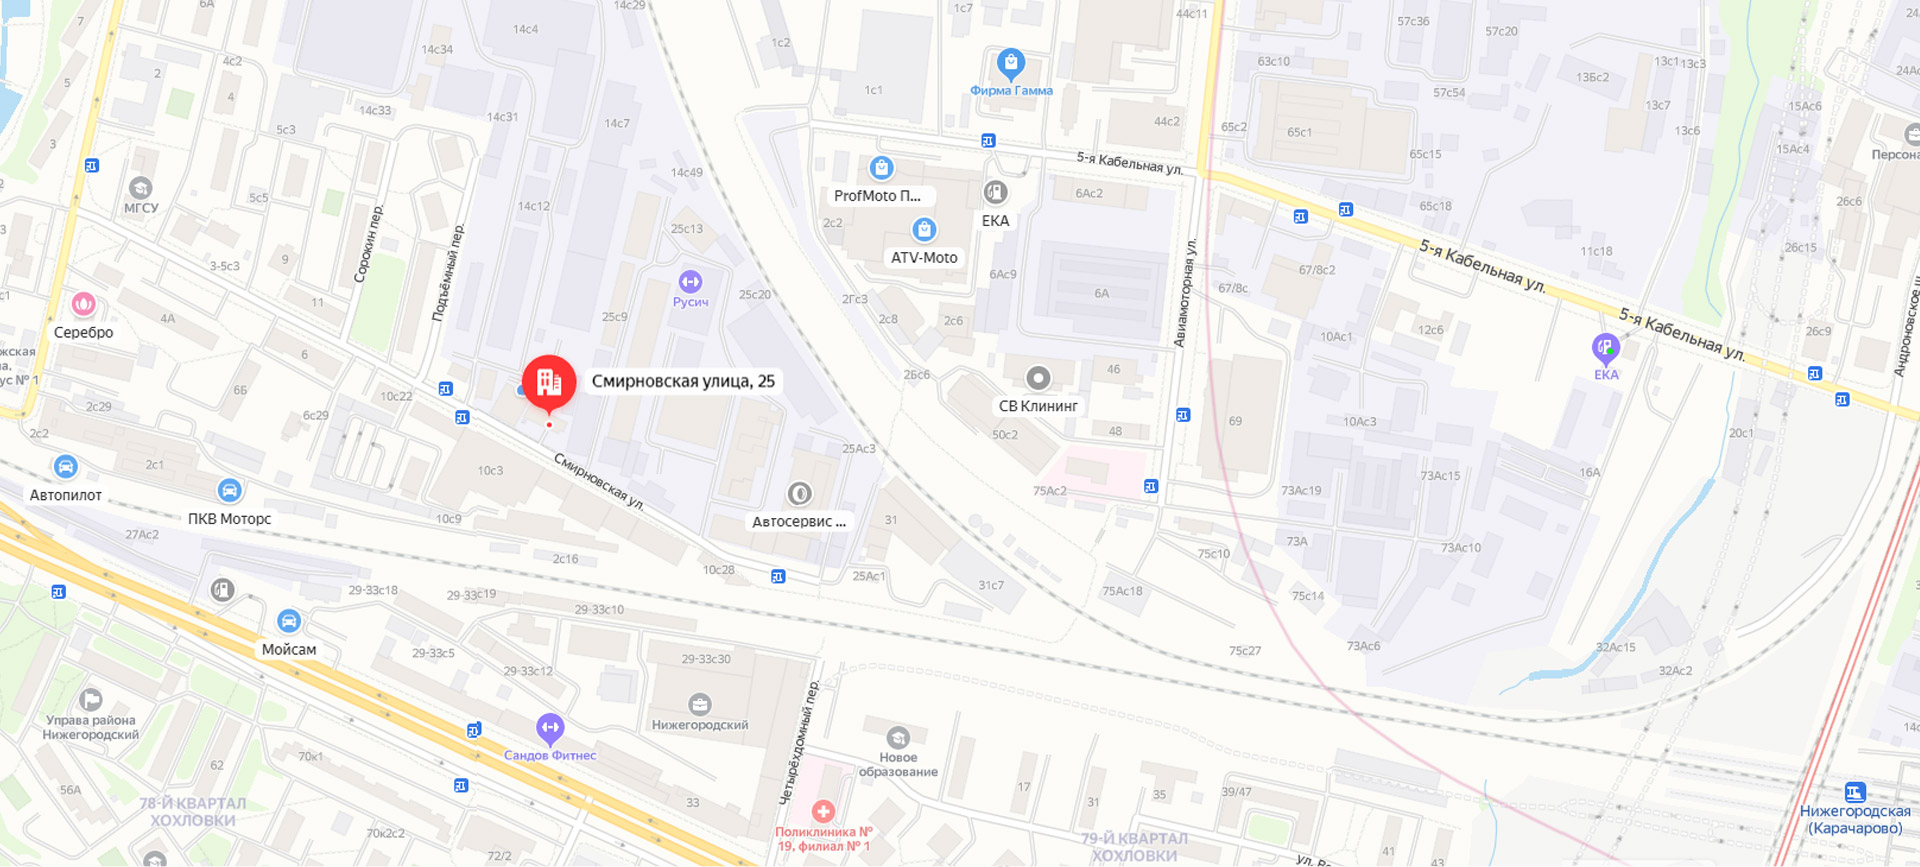 6А
14с29
1с7
44с11
7
14с4
57с36
57с20
14с34
1с2
4с2
2
5
63с10
13с1
13с3
13Бс2
4
1с1
Фирма Гамма
57с54
14с33
14с31
14с7
13с7
15Ас6
5с3
44с2
65с2
65с1
13с6
3
15Ас4
65с15
5-я Кабельная ул.
14с49
МГСУ
5с5
ProfMoto П...
6Ас2
14с12
65с18
26с6
2с2
ЕКА
25с13
Сорокин пер.
Подъёмный пер.
5-я Кабельная ул.
11с18
26с15
9
3-5с3
ATV-Moto
67/8с2
6Ас9
Русич
25с20
6А
67/8с
2Гс3
11
Авиамоторная ул.
Серебро
4А
25с9
2с8
2с6
5-я Кабельная ул.
10Ас1
12с6
26с9
6
2Бс6
46
ЕКА
Смирновская улица, 25
6Б
10с22
СВ Клининг
2с29
6с29
69
10Ас3
2с2
50с2
48
20с1
25Ас3
2с1
10с3
Смирновская ул.
73Ас15
16А
Автопилот
75Ас2
73Ас19
ПКВ Моторс
10с9
Автосервис ...
31
27Ас2
73А
73Ас10
2с16
75с10
10с28
25Ас1
31с7
75Ас18
29-33с18
29-33с19
29-33с10
75с14
Мойсам
29-33с5
29-33с30
75с27
73Ас6
32Ас15
29-33с12
32Ас2
Четырёхдомный пер.
Управа района
Нижегородский
Нижегородский
Сандов Фитнес
70к1
62
Новое
образование
56А
17
31
35
39/47
33
78-Й КВАРТАЛ
ХОХЛОВКИ
Нижегородская
(Карачарово)
70к2с2
Поликлиника №
19, филиал № 1
79-Й КВАРТАЛ
ХОХЛОВКИ
72/2
41
43